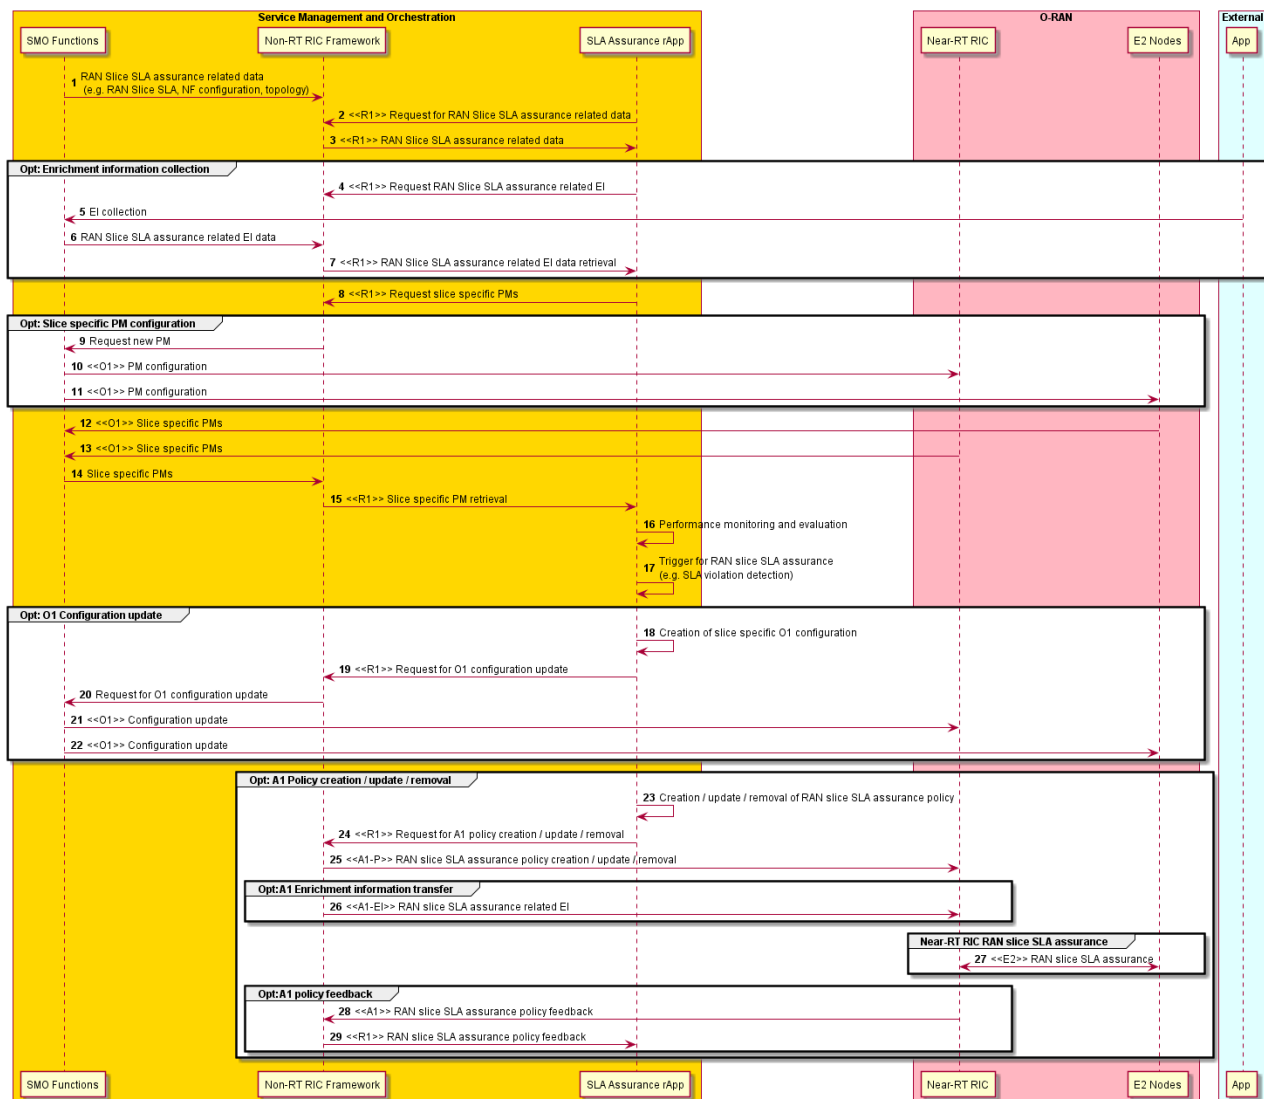 Service Management and Orchestration
O-RAN
External
SMO Functions
Non-RT RIC Framework
SLA Assurance rApp
Near-RT RIC
E2 Nodes
App
1 RAN Slice SLA assurance related data
(e.g. RAN Slice SLA, NF configuration, topology)
2 <<R1>> Request for RAN Slice SLA assurance related data
3 <<R1>> RAN Slice SLA assurance related data
Opt: Enrichment information collection
4 <<R1>> Request RAN Slice SLA assurance related EI
5 EI collection
6 RAN Slice SLA assurance related EI data
7 <<R1>> RAN Slice SLA assurance related EI data retrieval
8 <<R1>> Request slice specific PMs
Opt: Slice specific PM configuration
9 Request new PM
10 <<O1>> PM configuration
11 <<O1>> PM configuration
12 <<O1>> Slice specific PMs
13 <<O1>> Slice specific PMs
14 Slice specific PMs
15 <<R1>> Slice specific PM retrieval
16 Performance monitoring and evaluation
17 Trigger for RAN slice SLA assurance
(e.g. SLA violation detection)
Opt: O1 Configuration update
18 Creation of slice specific O1 configuration
19 <<R1>> Request for O1 configuration update
20 Request for O1 configuration update
21 <<O1>> Configuration update
22 <<O1>> Configuration update
Opt: A1 Policy creation / update / removal
23 Creation / update / removal of RAN slice SLA assurance policy
24 <<R1>> Request for A1 policy creation / update / removal
25 <<A1-P>> RAN slice SLA assurance policy creation / update / removal
Opt:A1 Enrichment information transfer
26 <<A1-EI>> RAN slice SLA assurance related EI
Near-RT RIC RAN slice SLA assurance
27 <<E2>> RAN slice SLA assurance
Opt:A1 policy feedback
28 <<A1>> RAN slice SLA assurance policy feedback
29 <<R1>> RAN slice SLA assurance policy feedback
SMO Functions
Non-RT RIC Framework
SLA Assurance rApp
Near-RT RIC
E2 Nodes
App